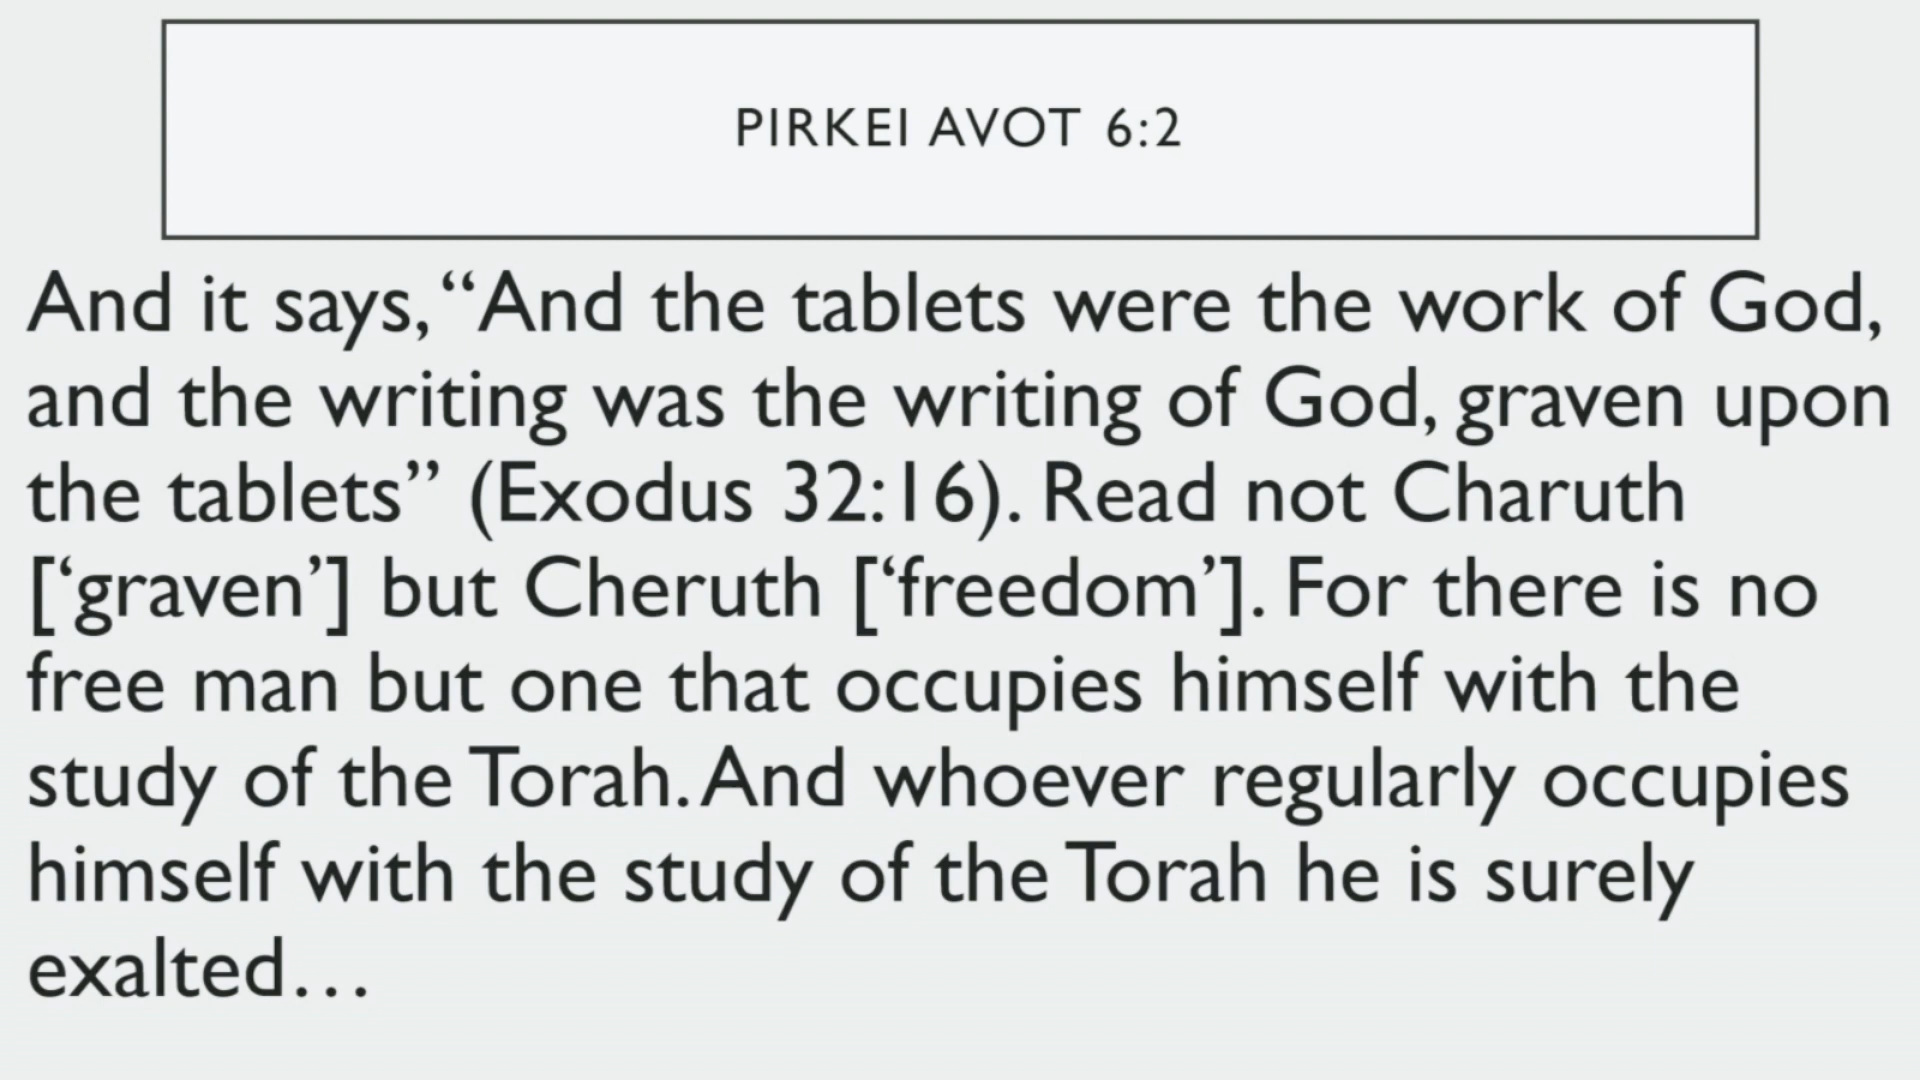 PIRKEI AVOT 6:2
And it says, “And the tablets were the work of God,
and the writing was the writing of God, graven upon
the tablets” (Exodus 32:16). Read not Charuth
[‘graven’] but Cheruth [‘freedom’]. For there is no
free man but one that occupies himself with the
study of the Torah. And whoever regularly occupies
himself with the study of the Torah he is surely
exalted…